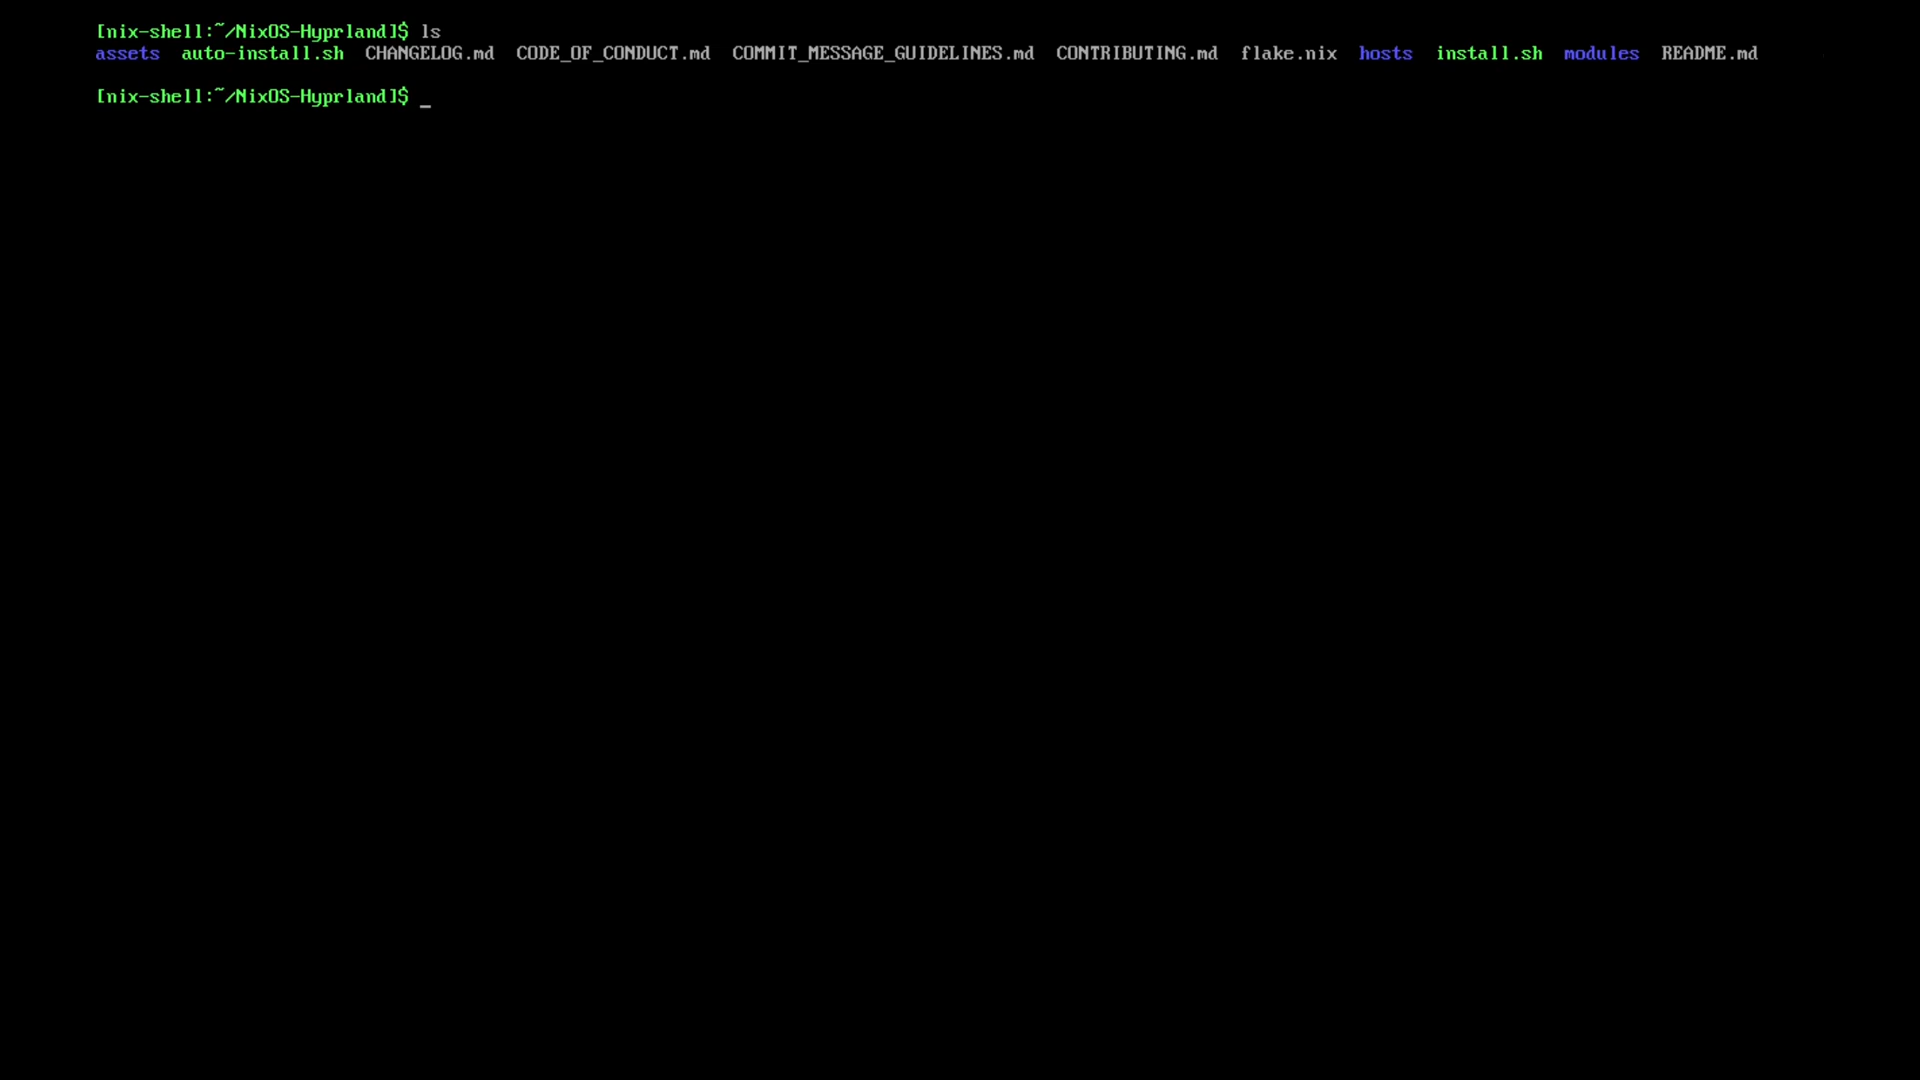 [nix-shell:~/NixOS-Hyprland]$ ls
assets  auto-install.sh  CHANGELOG.md  CODE_OF_CONDUCT.md  COMMIT_MESSAGE_GUIDELINES.md  CONTRIBUTING.md  flake.nix  hosts  install.sh  modules  README.md
[nix-shell:~/NixOS-Hyprland]$ _